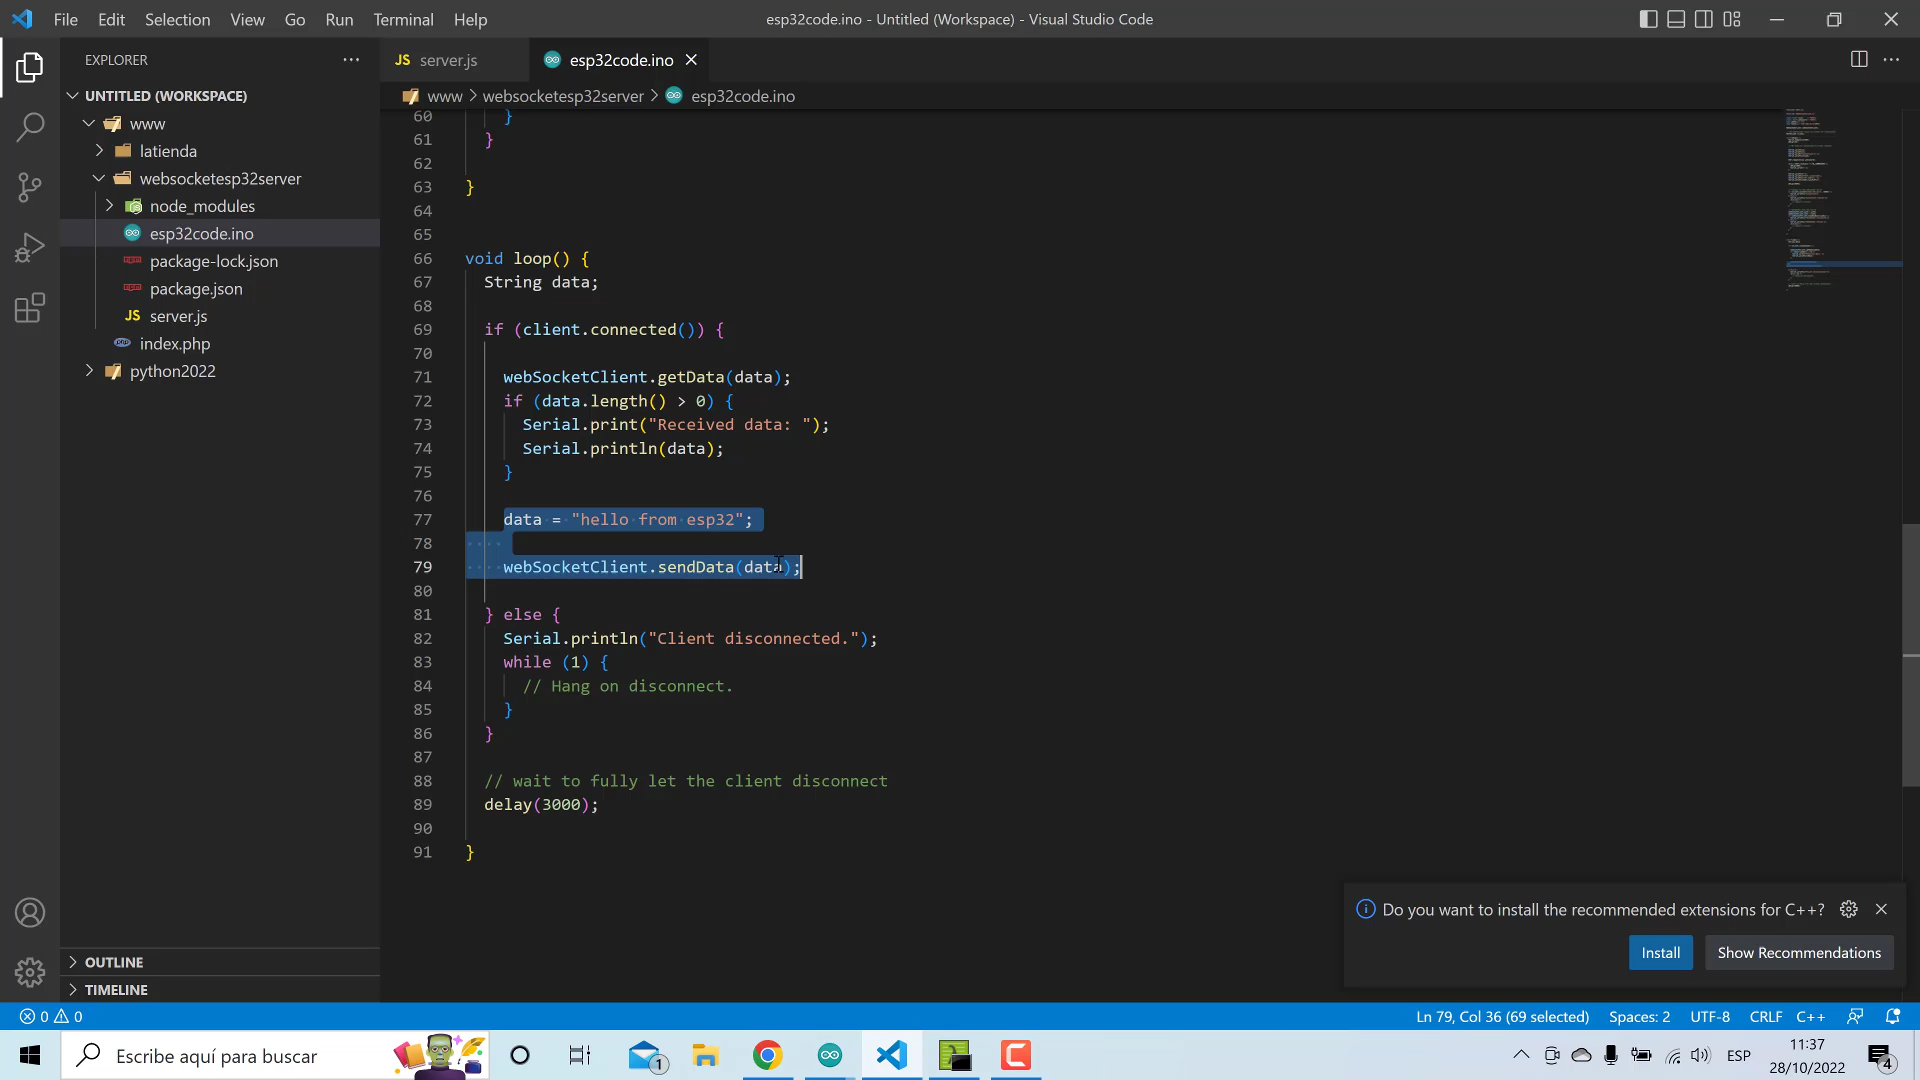 File Edit Selection View Go Run Terminal Help
esp32code.ino - Untitled (Workspace) - Visual Studio Code
EXPLORER
UNTITLED (WORKSPACE)
www
latienda
websocketesp32server
node_modules
esp32code.ino
package-lock.json
package.json
JS server.js
index.php
python2022
OUTLINE
TIMELINE
JS server.js
esp32code.ino
www > websocketesp32server > esp32code.ino
60 }
61 }
62
63 }
64
65
66 void loop() {
67 String data;
68
69 if (client.connected()) {
70
71 webSocketClient.getData(data);
72 if (data.length() > 0) {
73 Serial.print("Received data: ");
74 Serial.println(data);
75 }
76
77 data = "hello from esp32";
78
79 webSocketClient.sendData(data);
80
81 } else {
82 Serial.println("Client disconnected.");
83 while (1) {
84 // Hang on disconnect.
85 }
86 }
87
88 // wait to fully let the client disconnect
89 delay(3000);
90
91 }
Do you want to install the recommended extensions for C++?
Install
Show Recommendations
0 0
Ln 79, Col 36 (69 selected) Spaces: 2 UTF-8 CRLF C++
Escribe aquí para buscar
1
ESP
11:37
28/10/2022
4